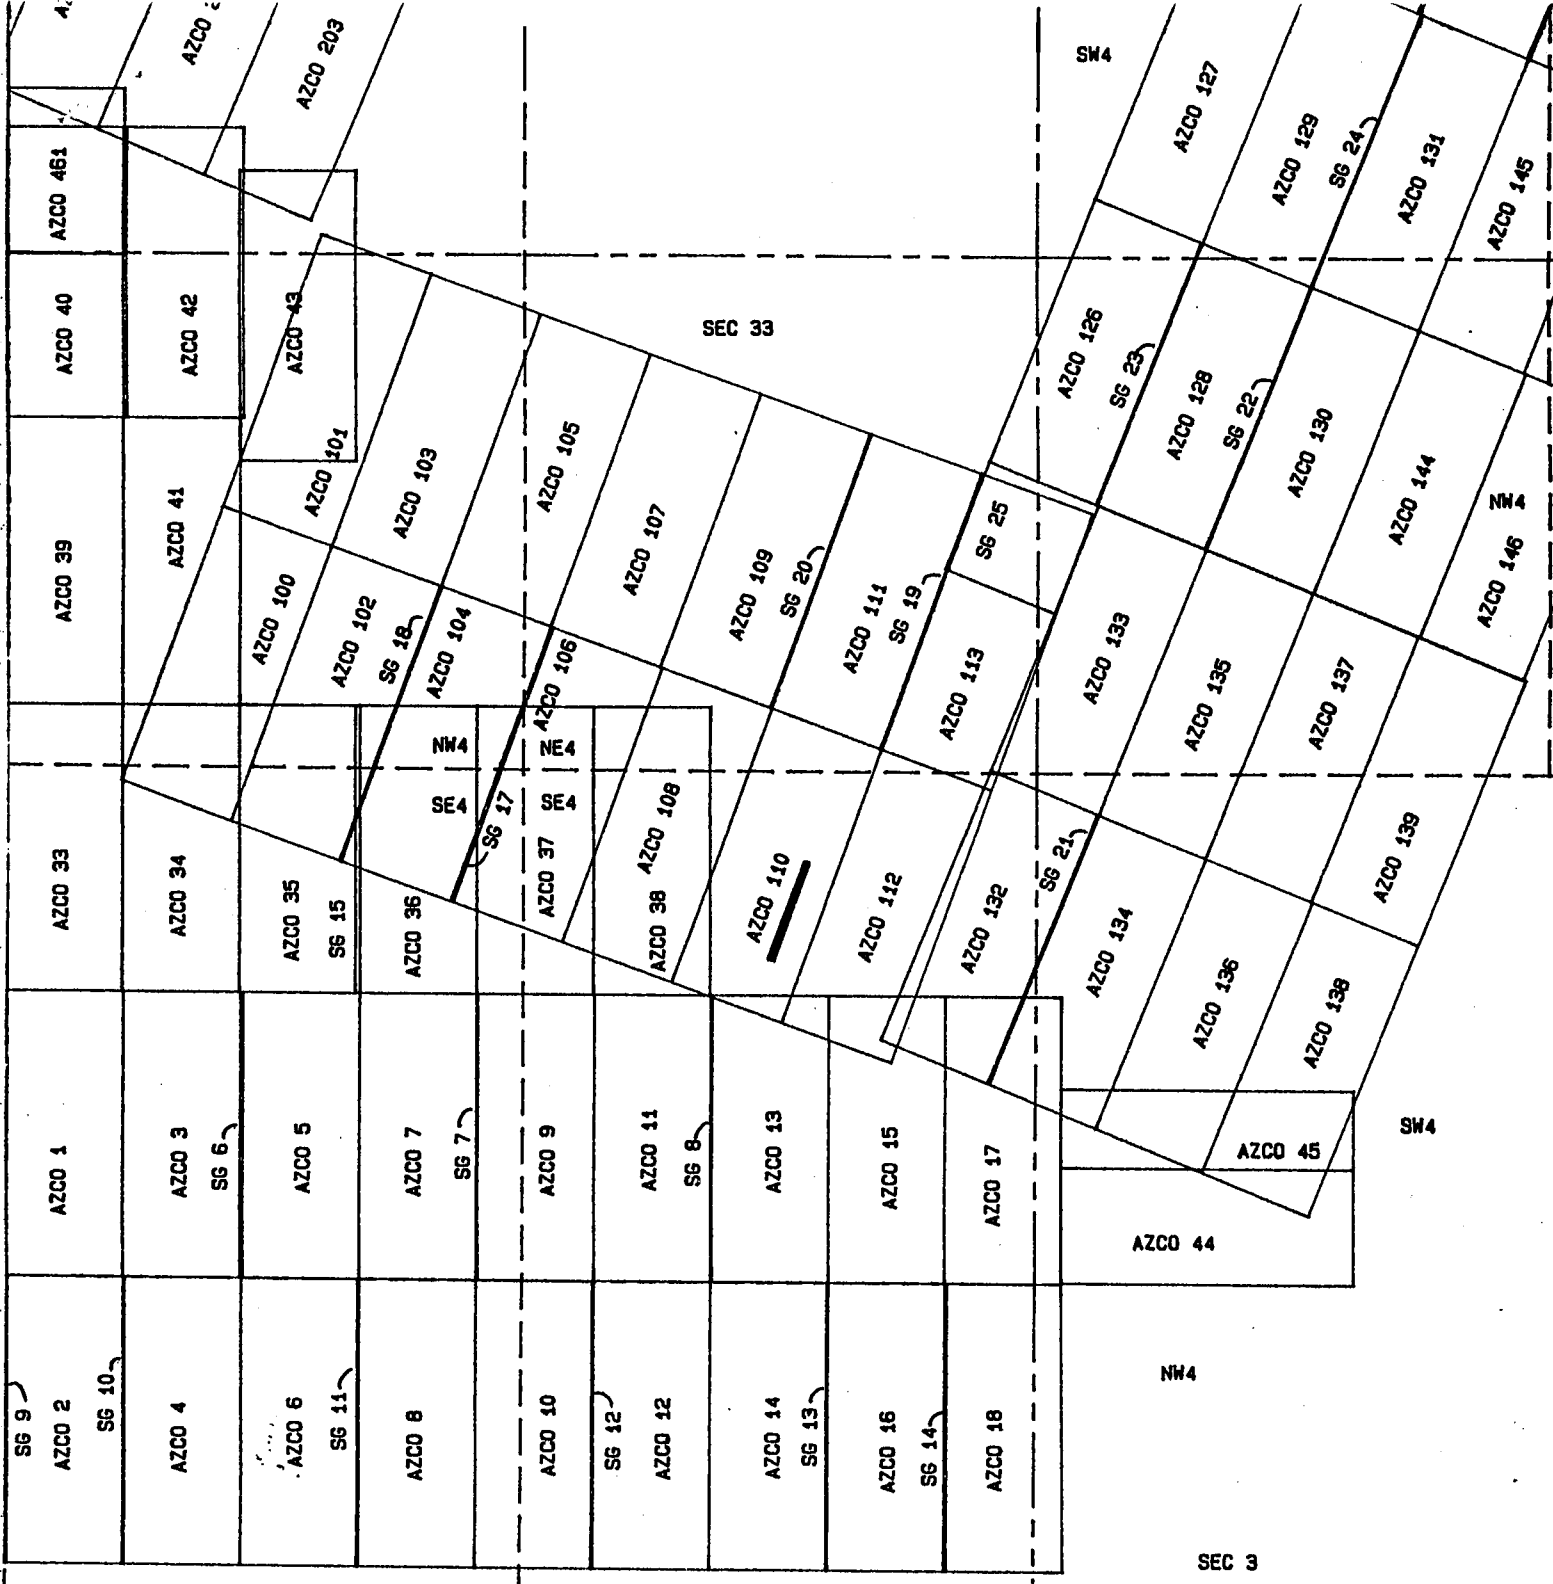 AZCO 203
SW4
AZCO 127
AZCO 129
SG 24
AZCO 131
AZCO 145
AZCO 461
AZCO 40
AZCO 42
AZCO 43
SEC 33
AZCO 126
SG 23
AZCO 128
SG 22
AZCO 130
AZCO 144
NW4
AZCO 146
AZCO 39
AZCO 41
AZCO 101
AZCO 103
AZCO 105
AZCO 107
AZCO 109
SG 20
AZCO 111
SG 19
SG 25
AZCO 113
AZCO 133
AZCO 135
AZCO 137
AZCO 139
AZCO 100
AZCO 102
SG 18
AZCO 104
AZCO 106
NW4
NE4
SE4
SE4
SG 17
AZCO 108
AZCO 110
AZCO 112
AZCO 132
SG 21
AZCO 134
AZCO 136
AZCO 138
AZCO 33
AZCO 34
AZCO 35
SG 15
AZCO 36
AZCO 37
AZCO 38
AZCO 1
AZCO 3
SG 6
AZCO 5
AZCO 7
SG 7
AZCO 9
AZCO 11
SG 8
AZCO 13
AZCO 15
AZCO 17
AZCO 45
SW4
AZCO 44
NW4
SG 9
AZCO 2
SG 10
AZCO 4
AZCO 6
SG 11
AZCO 8
AZCO 10
SG 12
AZCO 12
AZCO 14
SG 13
AZCO 16
SG 14
AZCO 18
SEC 3